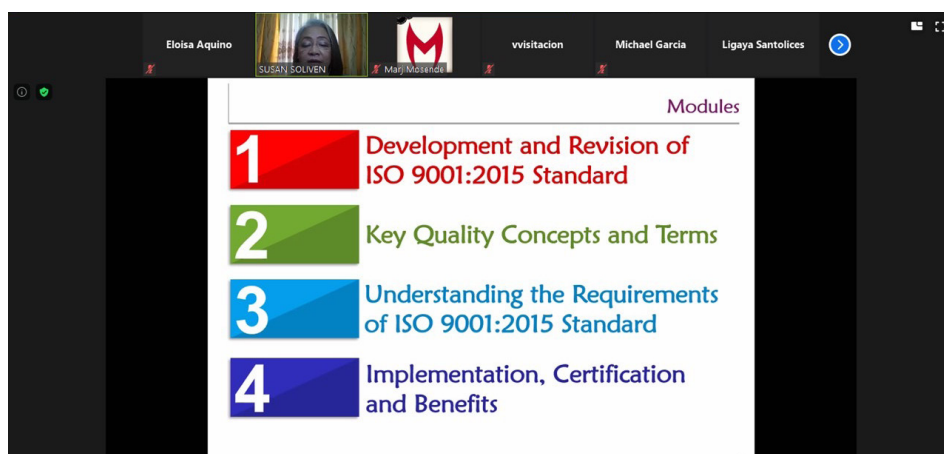 Eloisa Aquino
SUSAN SOLIVEN
Marj Mosende
vvisitacion
Michael Garcia
Ligaya Santolices
Modules
1
Development and Revision of
ISO 9001:2015 Standard
2
Key Quality Concepts and Terms
3
Understanding the Requirements
of ISO 9001:2015 Standard
4
Implementation, Certification
and Benefits